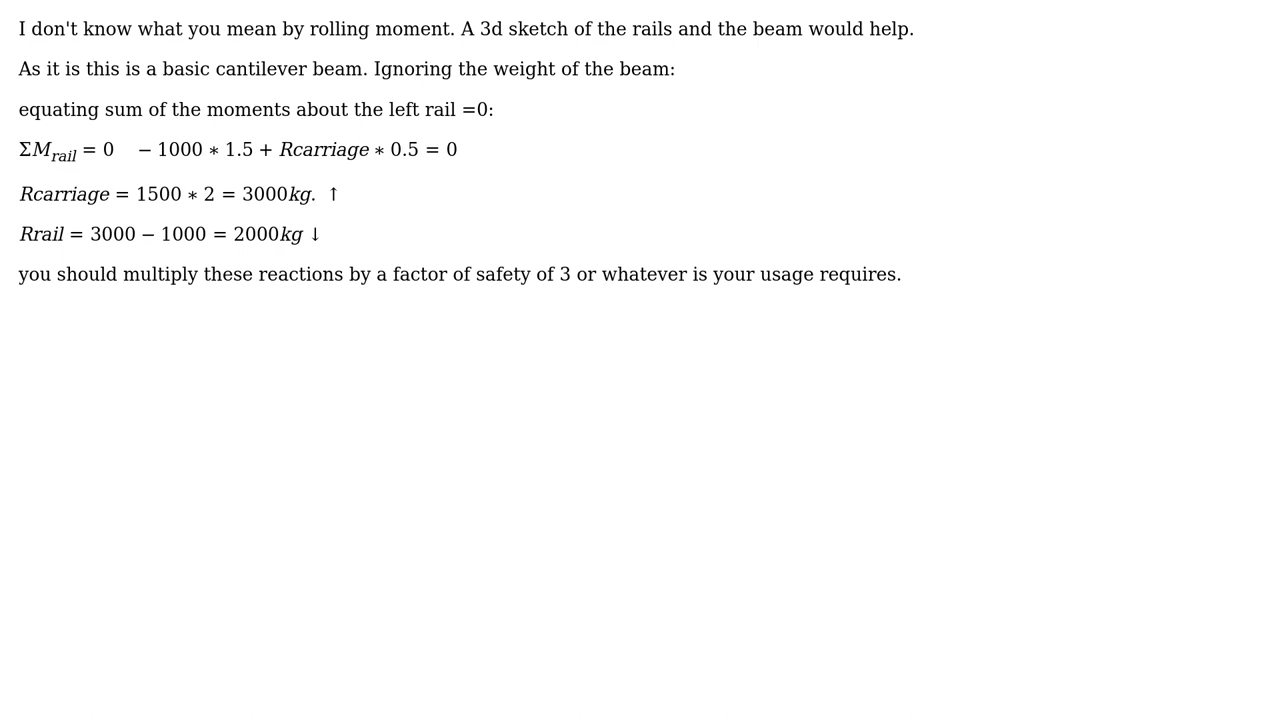 I don't know what you mean by rolling moment. A 3d sketch of the rails and the beam would help.
As it is this is a basic cantilever beam. Ignoring the weight of the beam:
equating sum of the moments about the left rail =0:
ΣM_rail = 0  − 1000 ∗ 1.5 + Rcarriage ∗ 0.5 = 0
Rcarriage = 1500 ∗ 2 = 3000kg. ↑
Rrail = 3000 − 1000 = 2000kg ↓
you should multiply these reactions by a factor of safety of 3 or whatever is your usage requires.